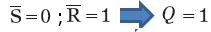 S̅=0 ; R̅=1 ➡ Q=1